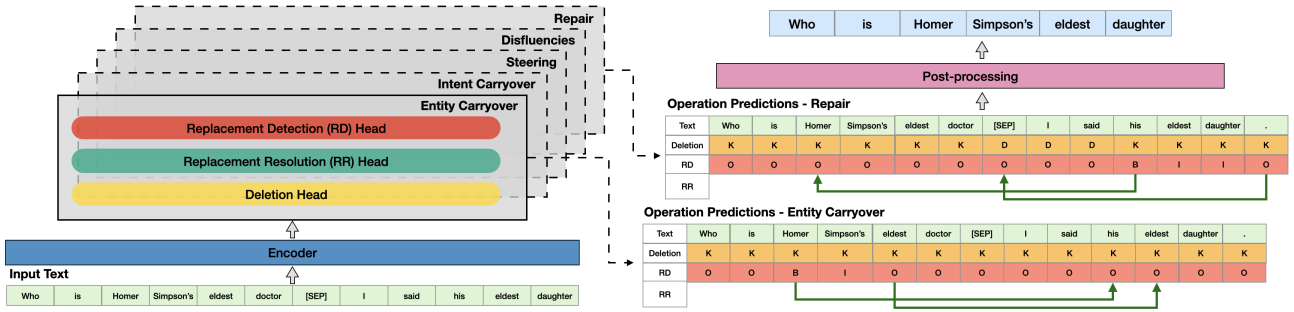 Repair
Disfluencies
Steering
Intent Carryover
Entity Carryover
Replacement Detection (RD) Head
Replacement Resolution (RR) Head
Deletion Head
Encoder
Input Text
Who is Homer Simpson's eldest doctor [SEP] I said his eldest daughter
Who is Homer Simpson's eldest daughter
Post-processing
Operation Predictions - Repair
Text Who is Homer Simpson's eldest doctor [SEP] I said his eldest daughter .
Deletion K K K K K K D D D K K K K
RD O O O O O O O O O B I I O
RR
Operation Predictions - Entity Carryover
Text Who is Homer Simpson's eldest doctor [SEP] I said his eldest daughter .
Deletion K K K K K K K K K K K K K
RD O O B I O O O O O O O O O
RR